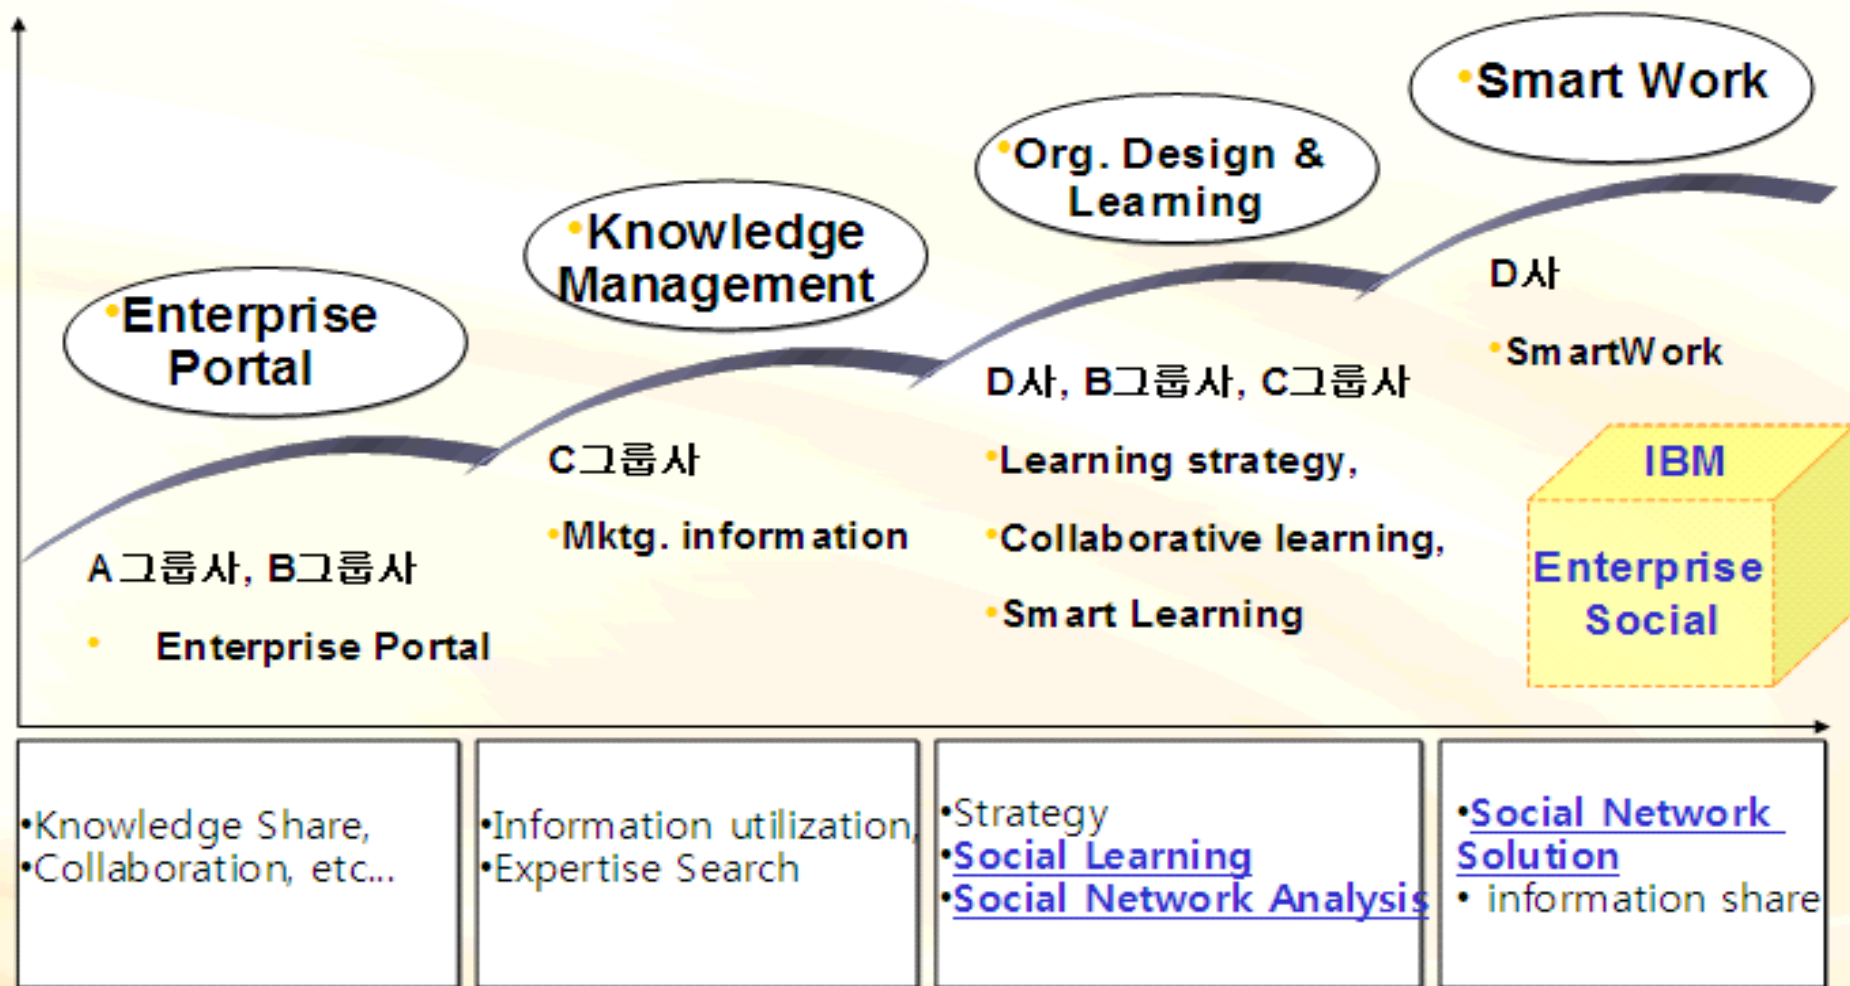 •Enterprise
Portal
•Knowledge
Management
•Org. Design &
Learning
•Smart Work
A그룹사, B그룹사
• Enterprise Portal
C그룹사
•Mktg. information
D사, B그룹사, C그룹사
•Learning strategy,
•Collaborative learning,
•Smart Learning
D사
•SmartWork
IBM
Enterprise
Social
•Knowledge Share,
•Collaboration, etc...
•Information utilization,
•Expertise Search
•Strategy
•Social Learning
•Social Network Analysis
•Social Network
Solution
• information share